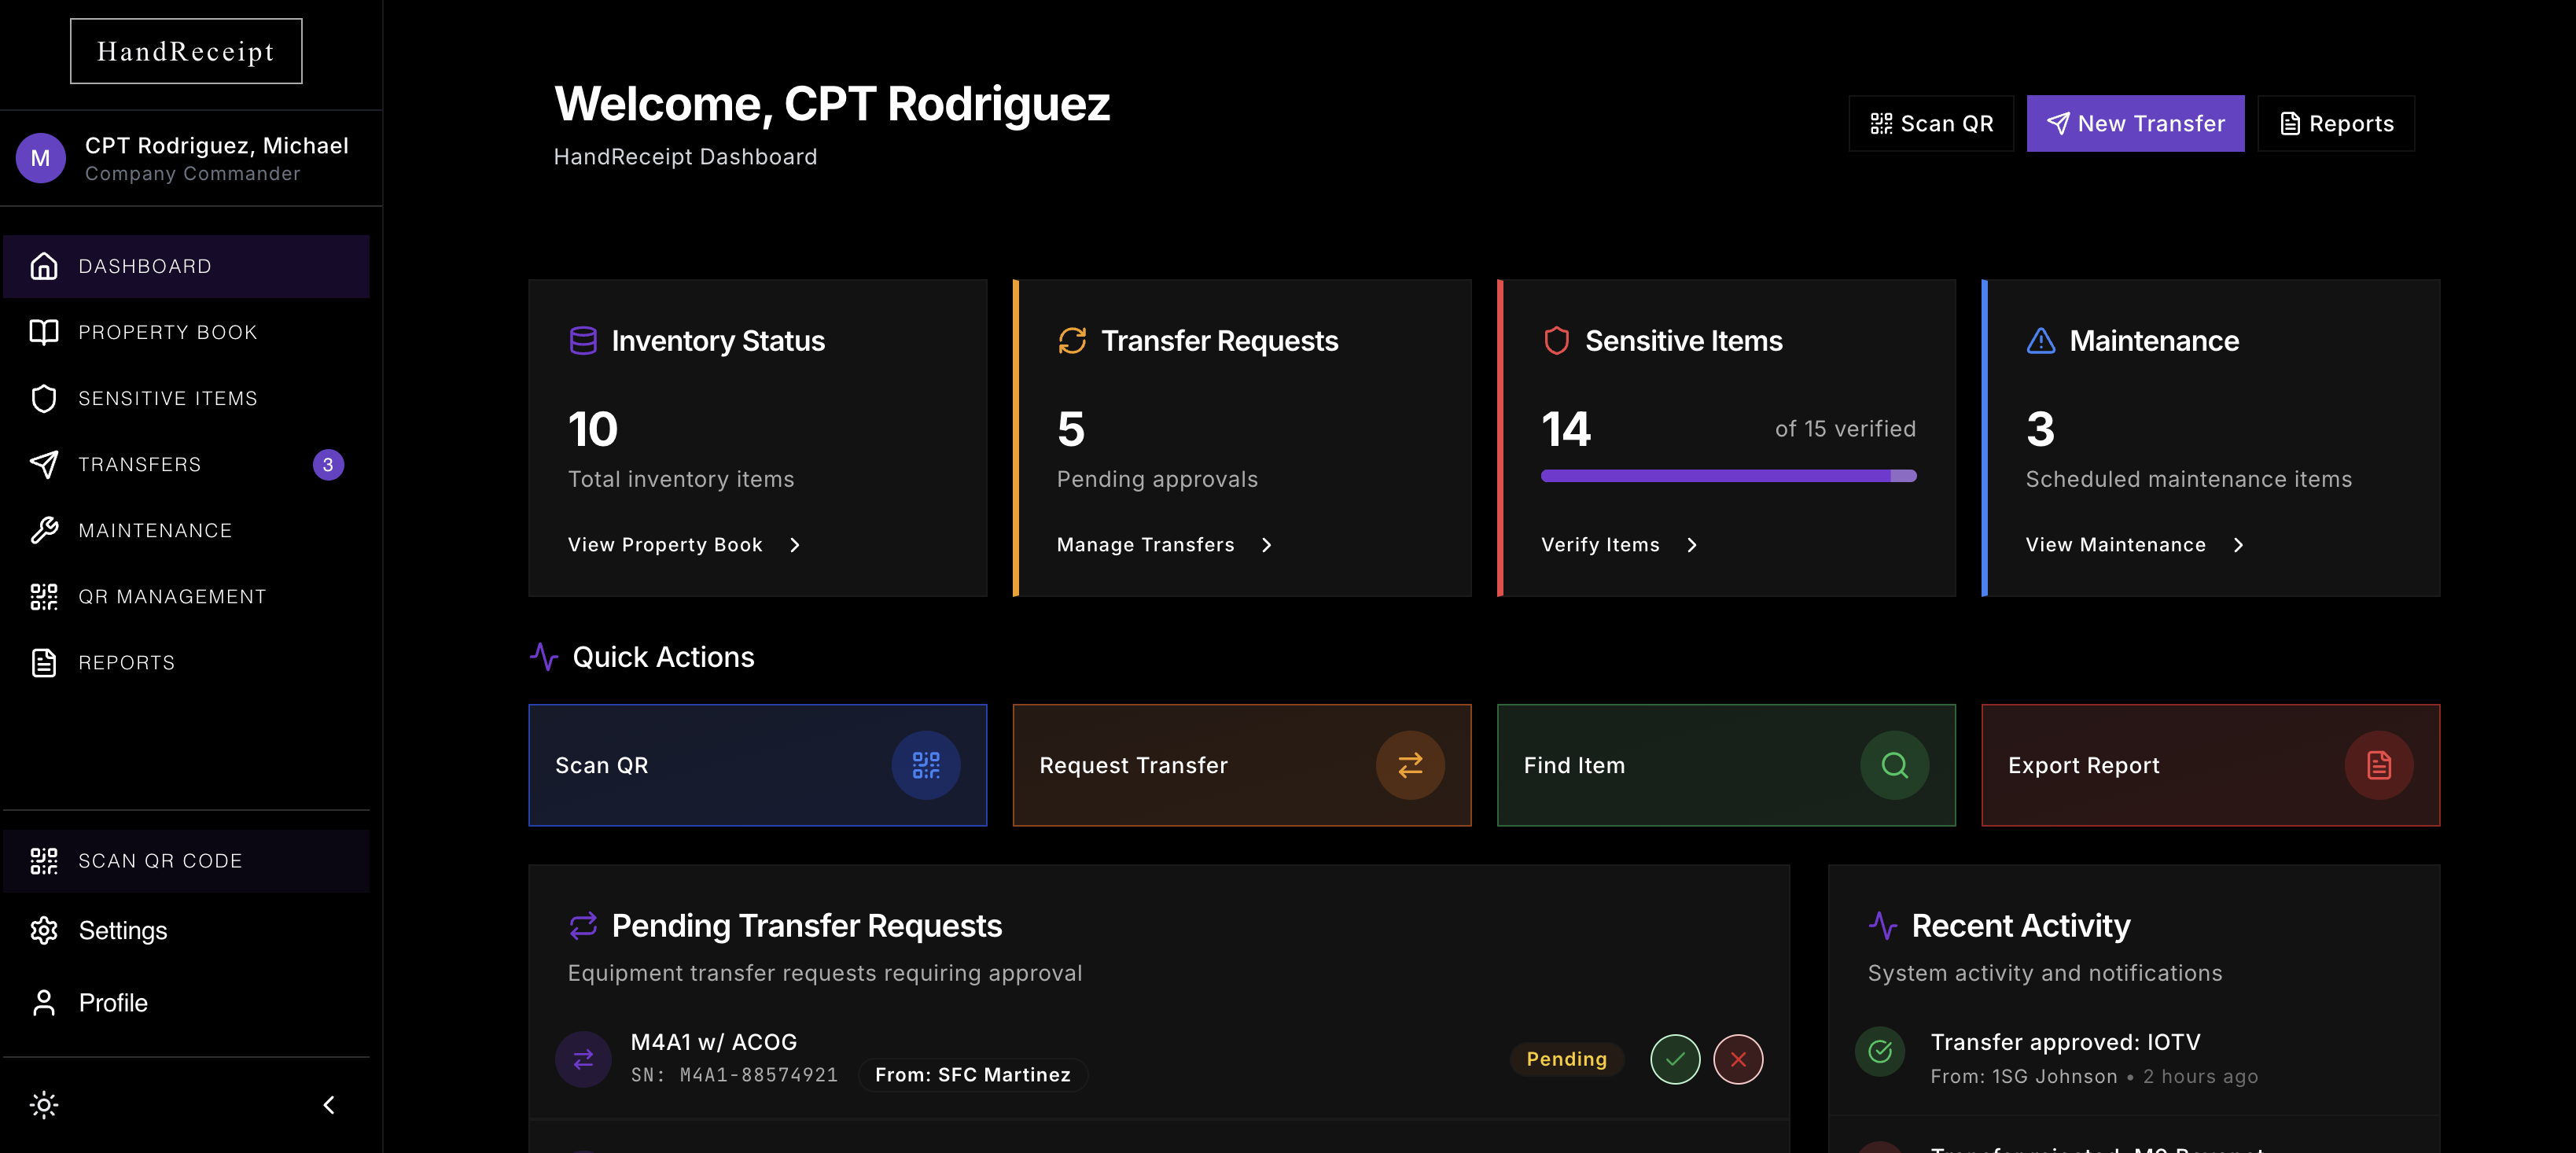 HandReceipt
M
CPT Rodriguez, Michael
Company Commander
DASHBOARD
PROPERTY BOOK
SENSITIVE ITEMS
TRANSFERS
3
MAINTENANCE
QR MANAGEMENT
REPORTS
SCAN QR CODE
Settings
Profile
Welcome, CPT Rodriguez
HandReceipt Dashboard
Scan QR
New Transfer
Reports
Inventory Status
10
Total inventory items
View Property Book
Transfer Requests
5
Pending approvals
Manage Transfers
Sensitive Items
14
of 15 verified
Verify Items
Maintenance
3
Scheduled maintenance items
View Maintenance
Quick Actions
Scan QR
Request Transfer
Find Item
Export Report
Pending Transfer Requests
Equipment transfer requests requiring approval
M4A1 w/ ACOG
SN: M4A1-88574921
From: SFC Martinez
Pending
Recent Activity
System activity and notifications
Transfer approved: IOTV
From: 1SG Johnson • 2 hours ago